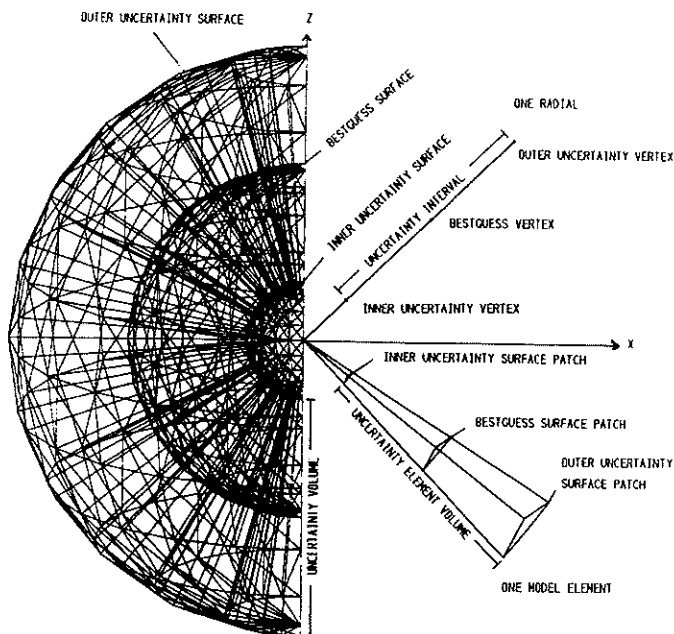 OUTER UNCERTAINTY SURFACE
Z
BESTGUESS SURFACE
INNER UNCERTAINTY SURFACE
UNCERTAINTY INTERVAL
ONE RADIAL
OUTER UNCERTAINTY VERTEX
BESTGUESS VERTEX
INNER UNCERTAINTY VERTEX
X
INNER UNCERTAINTY SURFACE PATCH
BESTGUESS SURFACE PATCH
OUTER UNCERTAINTY
SURFACE PATCH
UNCERTAINTY ELEMENT VOLUME
UNCERTAINTY VOLUME
ONE MODEL ELEMENT